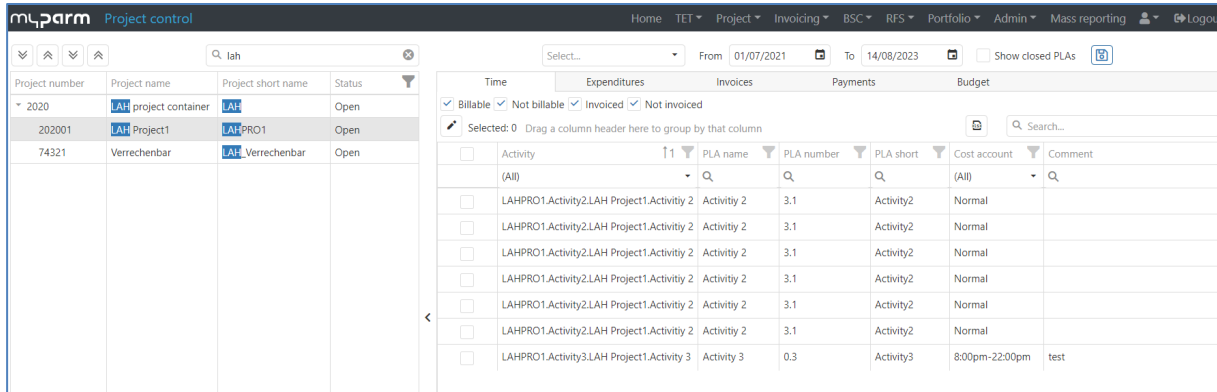 myparm Project control Home TET Project Invoicing BSC RFS Portfolio Admin Mass reporting Logou
lah Select... From 01/07/2021 To 14/08/2023 Show closed PLAs
Project number Project name Project short name Status
2020 LAH project container LAH Open
202001 LAH Project1 LAHPRO1 Open
74321 Verrechenbar LAH_Verrechenbar Open
Time Expenditures Invoices Payments Budget
Billable Not billable Invoiced Not invoiced
Selected: 0 Drag a column header here to group by that column Search...
Activity 1 PLA name PLA number PLA short Cost account Comment
(All) (All)
LAHPRO1.Activity2.LAH Project1.Activitiy 2 Activitiy 2 3.1 Activity2 Normal
LAHPRO1.Activity2.LAH Project1.Activitiy 2 Activitiy 2 3.1 Activity2 Normal
LAHPRO1.Activity2.LAH Project1.Activitiy 2 Activitiy 2 3.1 Activity2 Normal
LAHPRO1.Activity2.LAH Project1.Activitiy 2 Activitiy 2 3.1 Activity2 Normal
LAHPRO1.Activity2.LAH Project1.Activitiy 2 Activitiy 2 3.1 Activity2 Normal
LAHPRO1.Activity2.LAH Project1.Activitiy 2 Activitiy 2 3.1 Activity2 Normal
LAHPRO1.Activity3.LAH Project1.Activity 3 Activity 3 0.3 Activity3 8:00pm-22:00pm test